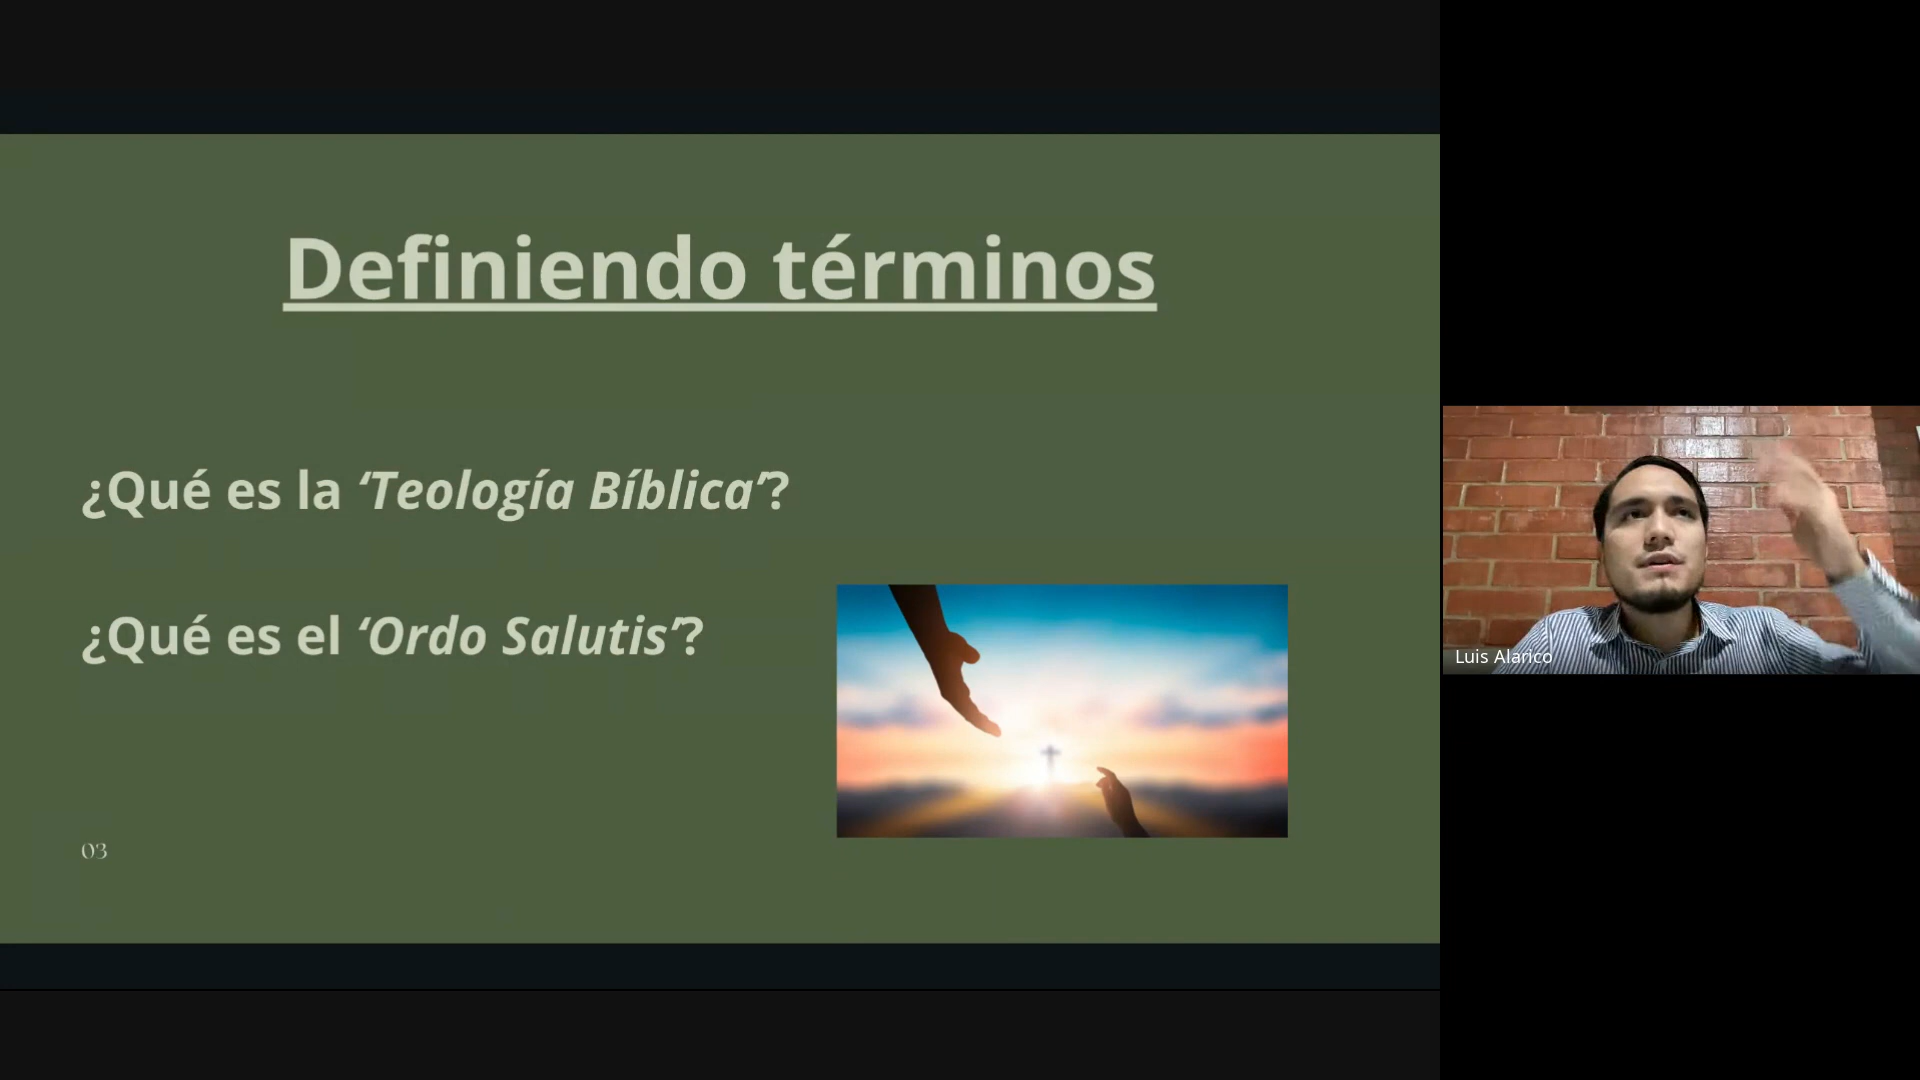 Definiendo términos
¿Qué es la ‘Teología Bíblica’?
¿Qué es el ‘Ordo Salutis’?
03
Luis Alarico